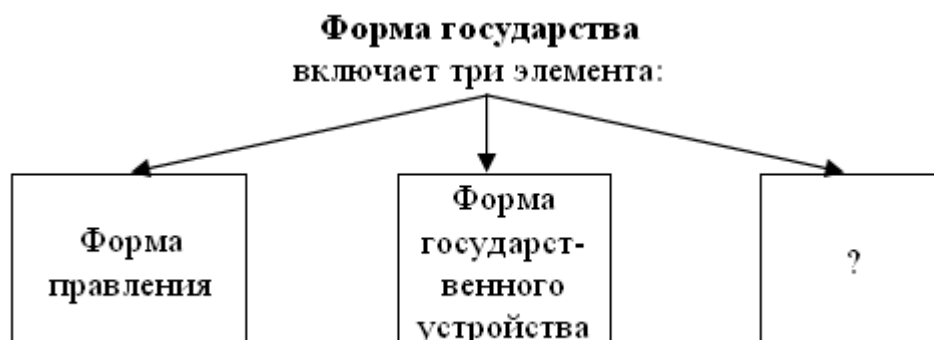 Форма государства
включает три элемента:
Форма
правления
Форма
государст-
венного
устройства
?